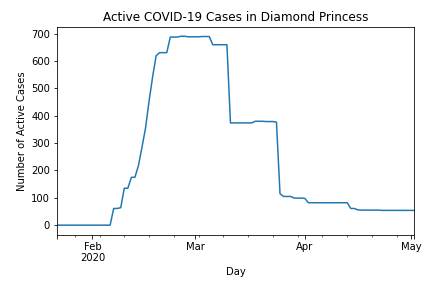 Active COVID-19 Cases in Diamond Princess
Number of Active Cases
700
600
500
400
300
200
100
0
Feb
2020
Mar
Apr
May
Day